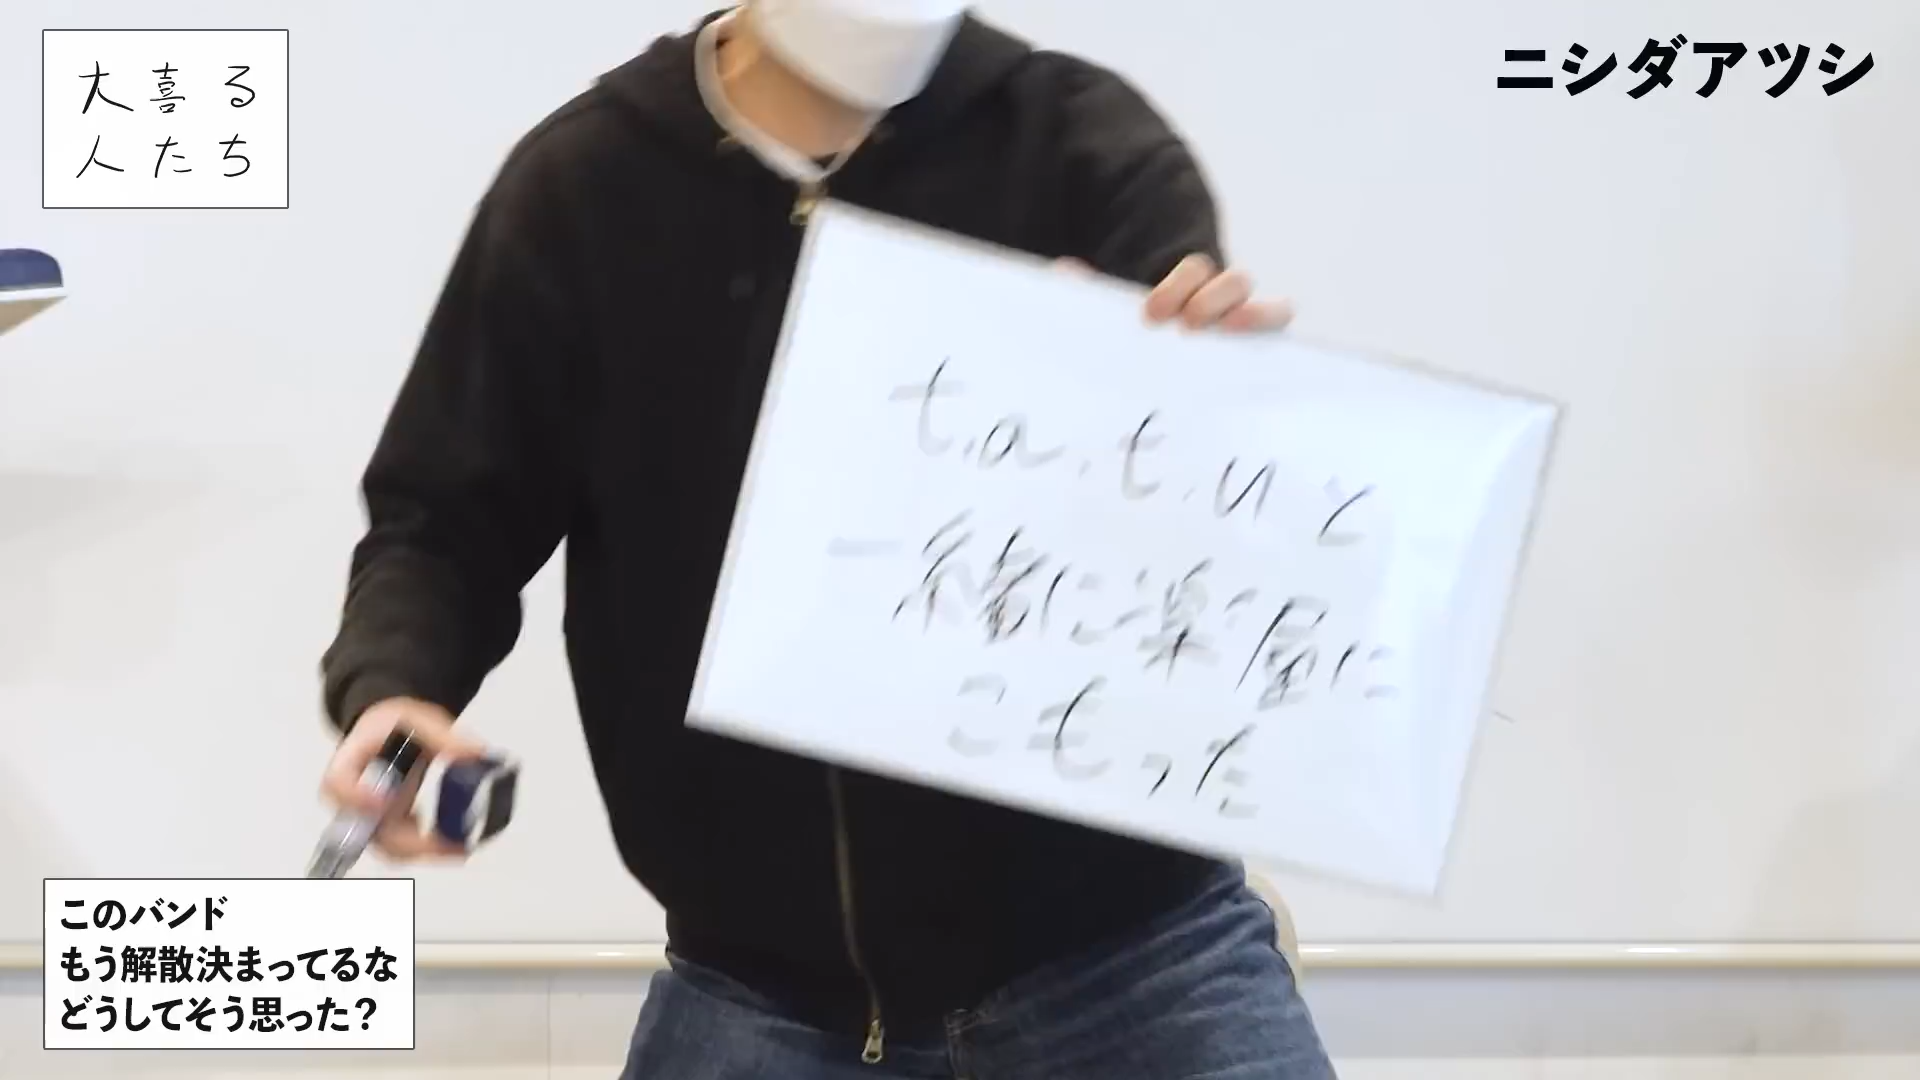 大喜る
人たち
ニシダアツシ
t.a.t.uと
一緒に楽屋に
こもった
このバンド
もう解散決まってるな
どうしてそう思った?